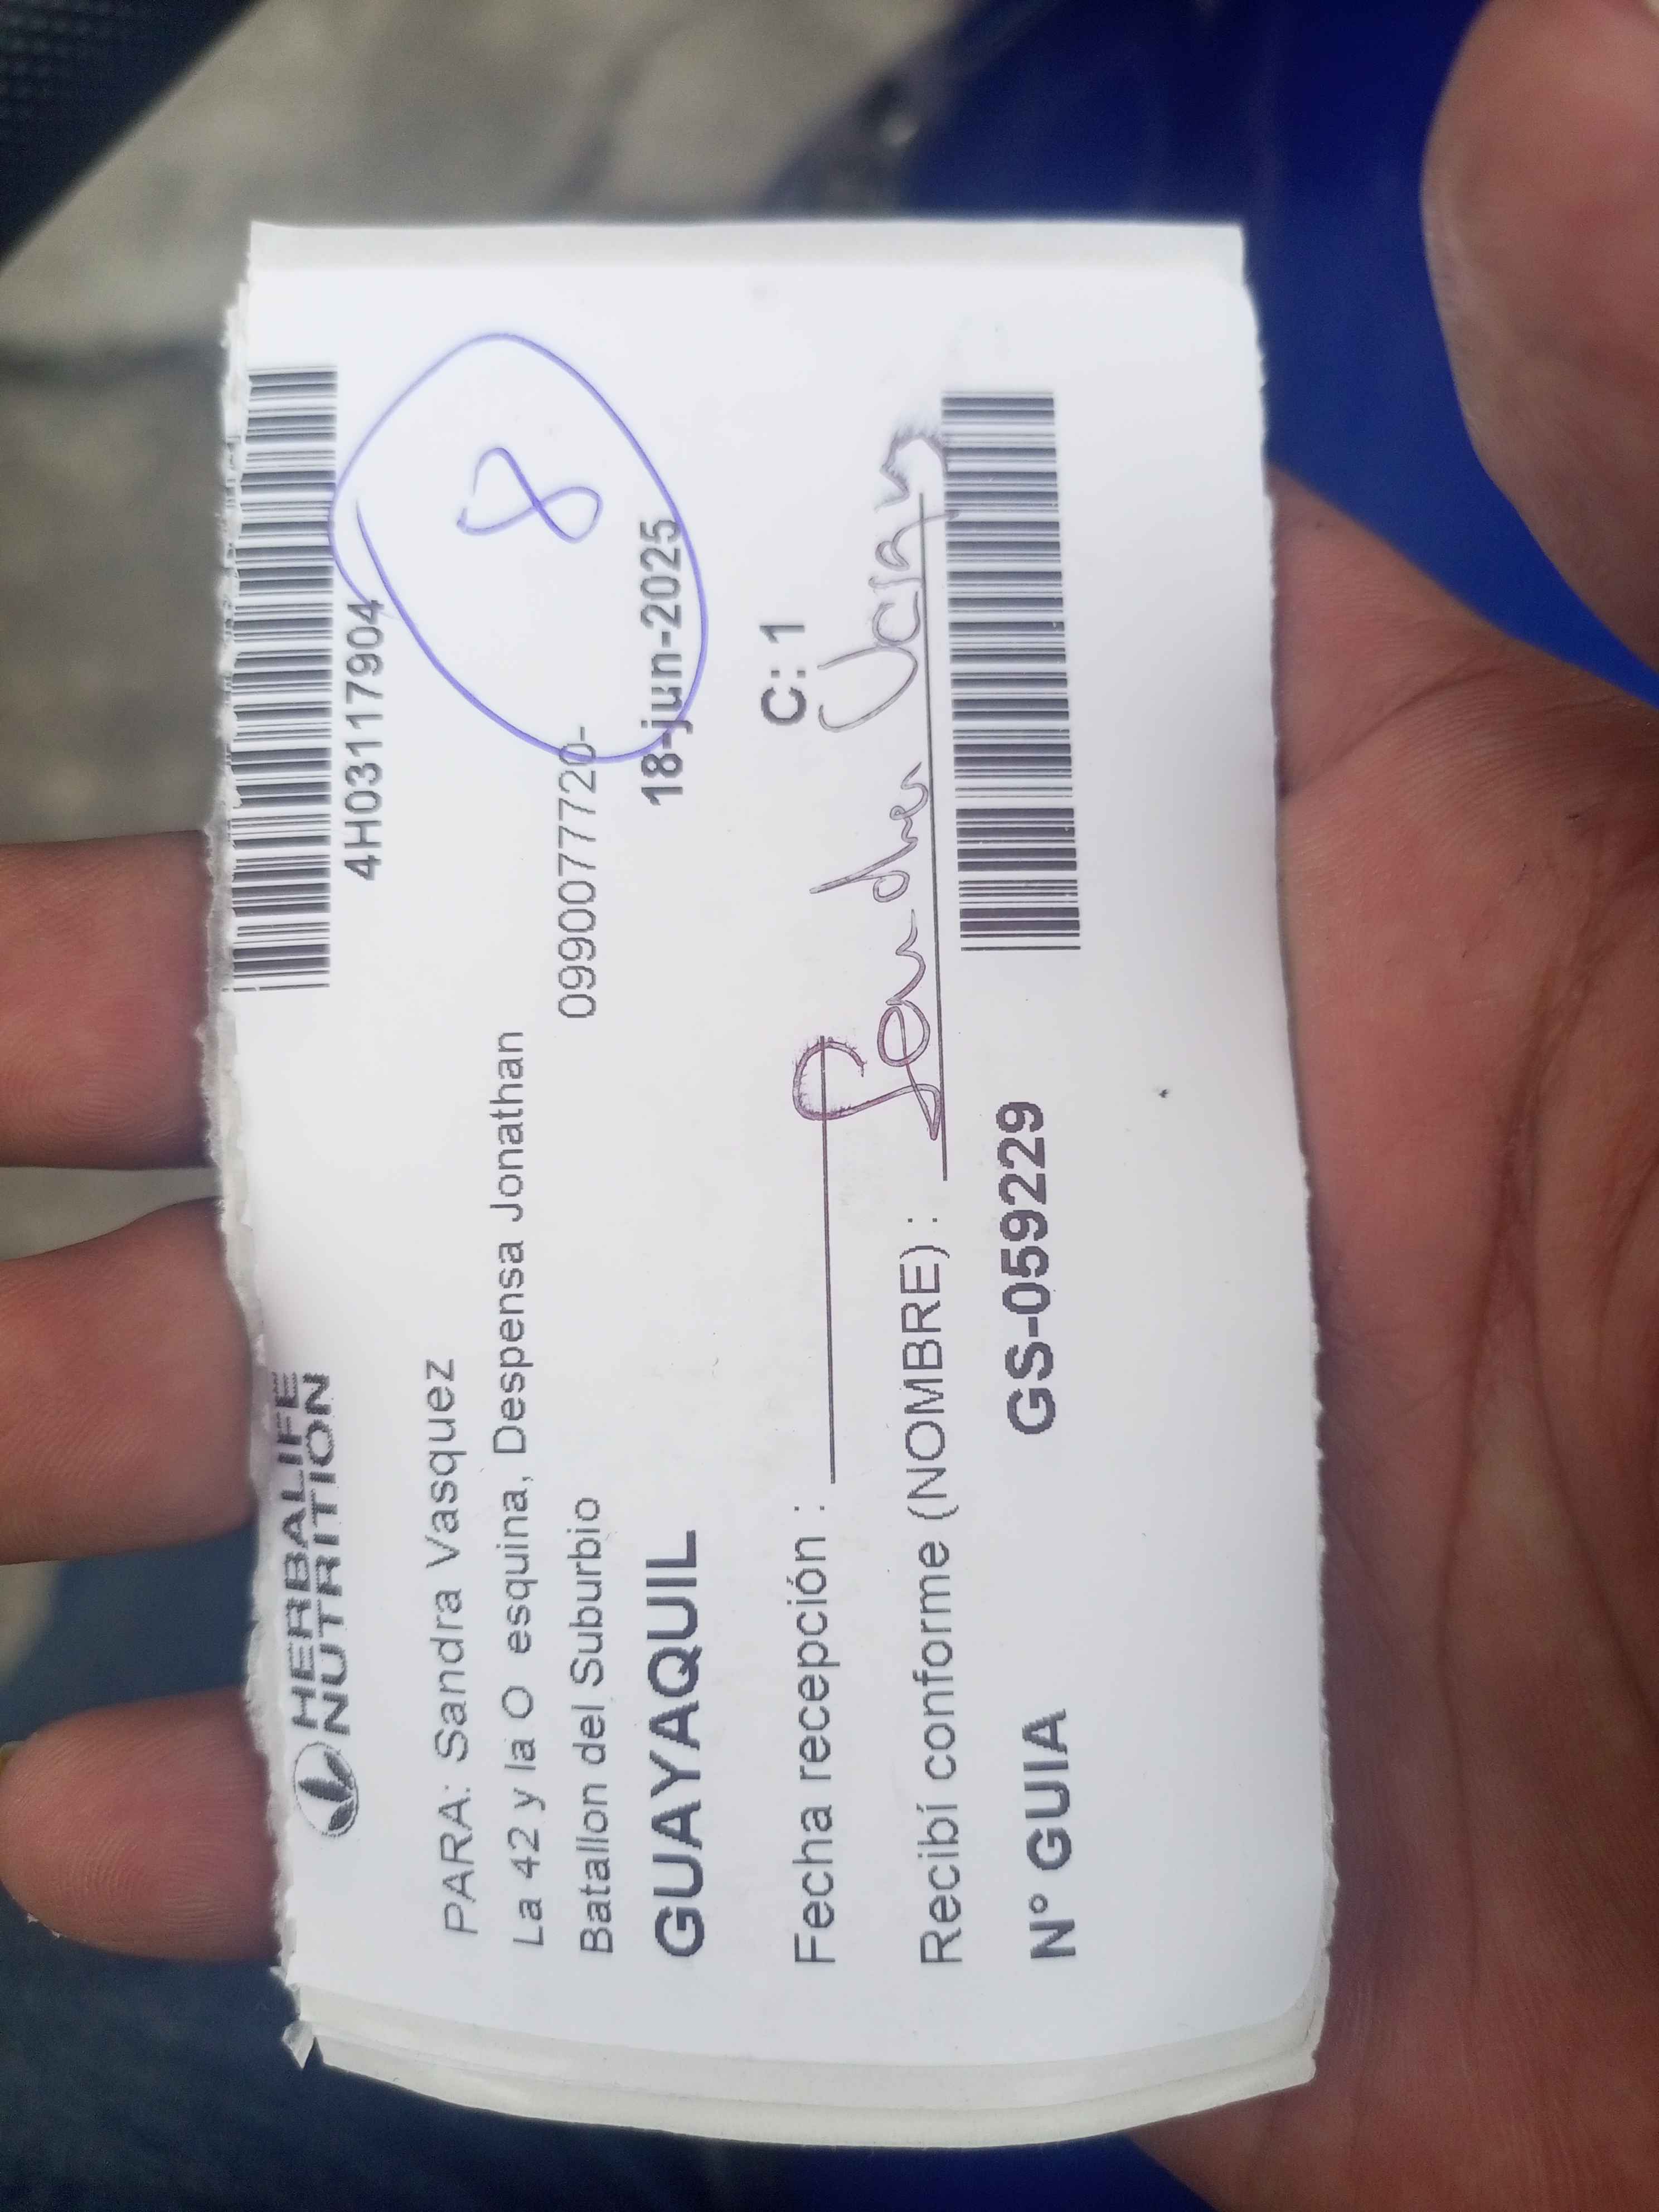 HERBALIFE
NUTRITION
4H03117904
PARA: Sandra Vasquez
La 42 y la O esquina, Despensa Jonathan
8
Batallon del Suburbio
0990077720-
GUAYAQUIL
18-jun-2025
C: 1
Fecha recepción :
Recibí conforme (NOMBRE) : Sandra
N° GUIA GS-059229